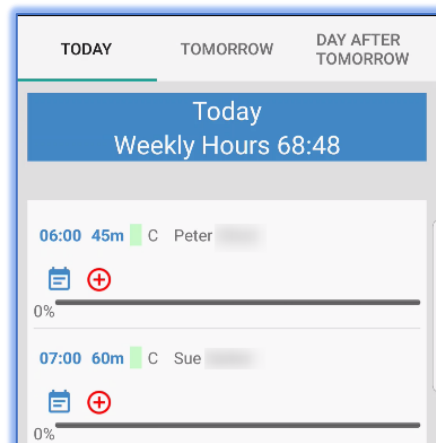 TODAY TOMORROW DAY AFTER TOMORROW
Today
Weekly Hours 68:48
06:00 45m C Peter
0%
07:00 60m C Sue
0%